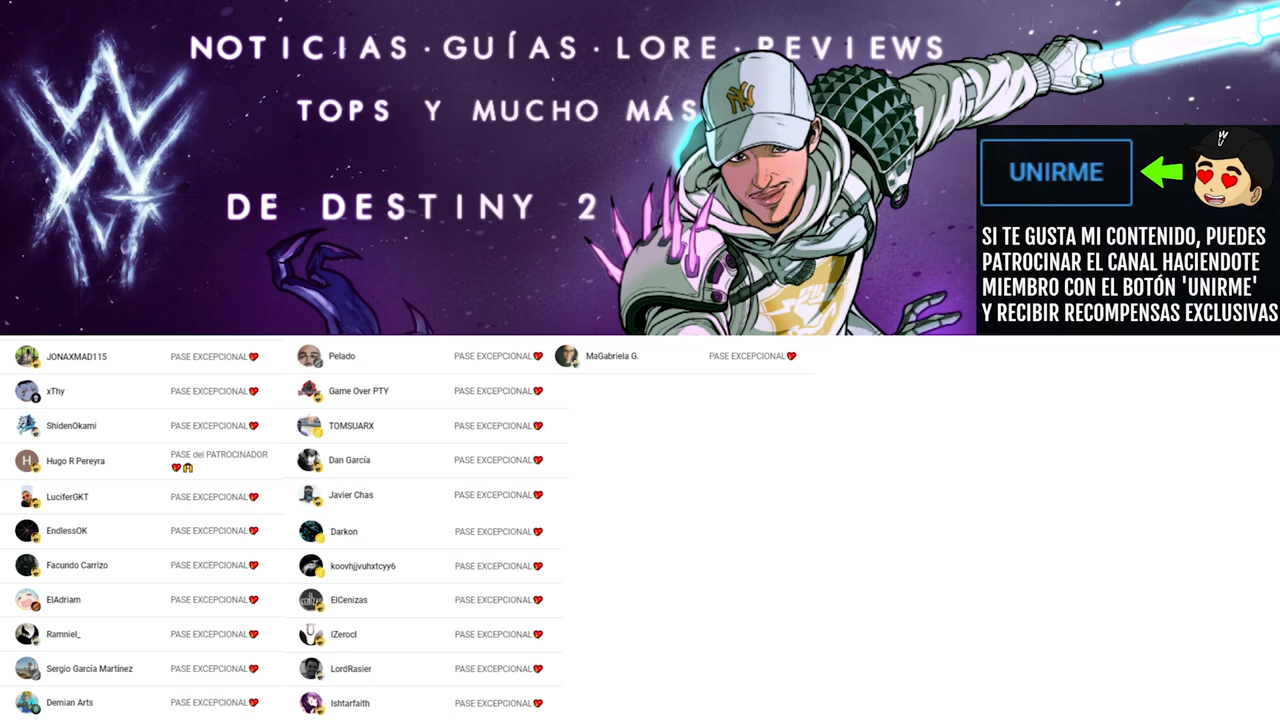 NOTICIAS · GUÍAS · LORE · REVIEWS
TOPS Y MUCHO MÁS
DE DESTINY 2
UNIRME
SI TE GUSTA MI CONTENIDO, PUEDES
PATROCINAR EL CANAL HACIENDOTE
MIEMBRO CON EL BOTÓN 'UNIRME'
Y RECIBIR RECOMPENSAS EXCLUSIVAS
JONAXMAD115 PASE EXCEPCIONAL
xThy PASE EXCEPCIONAL
ShidenOkami PASE EXCEPCIONAL
H Hugo R Pereyra PASE del PATROCINADOR
LuciferGKT PASE EXCEPCIONAL
EndlessOK PASE EXCEPCIONAL
Facundo Carrizo PASE EXCEPCIONAL
ElAdriam PASE EXCEPCIONAL
Ramniel_ PASE EXCEPCIONAL
Sergio García Martínez PASE EXCEPCIONAL
Demian Arts PASE EXCEPCIONAL
Pelado PASE EXCEPCIONAL
Game Over PTY PASE EXCEPCIONAL
TOMSUARX PASE EXCEPCIONAL
Dan García PASE EXCEPCIONAL
Javier Chas PASE EXCEPCIONAL
Darkon PASE EXCEPCIONAL
koovhjjvuhxtcyy6 PASE EXCEPCIONAL
ElCenizas PASE EXCEPCIONAL
IZerocI PASE EXCEPCIONAL
LordRasier PASE EXCEPCIONAL
Ishtarfaith PASE EXCEPCIONAL
MaGabriela G. PASE EXCEPCIONAL